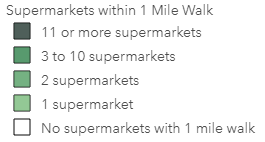 Supermarkets within 1 Mile Walk
11 or more supermarkets
3 to 10 supermarkets
2 supermarkets
1 supermarket
No supermarkets with 1 mile walk